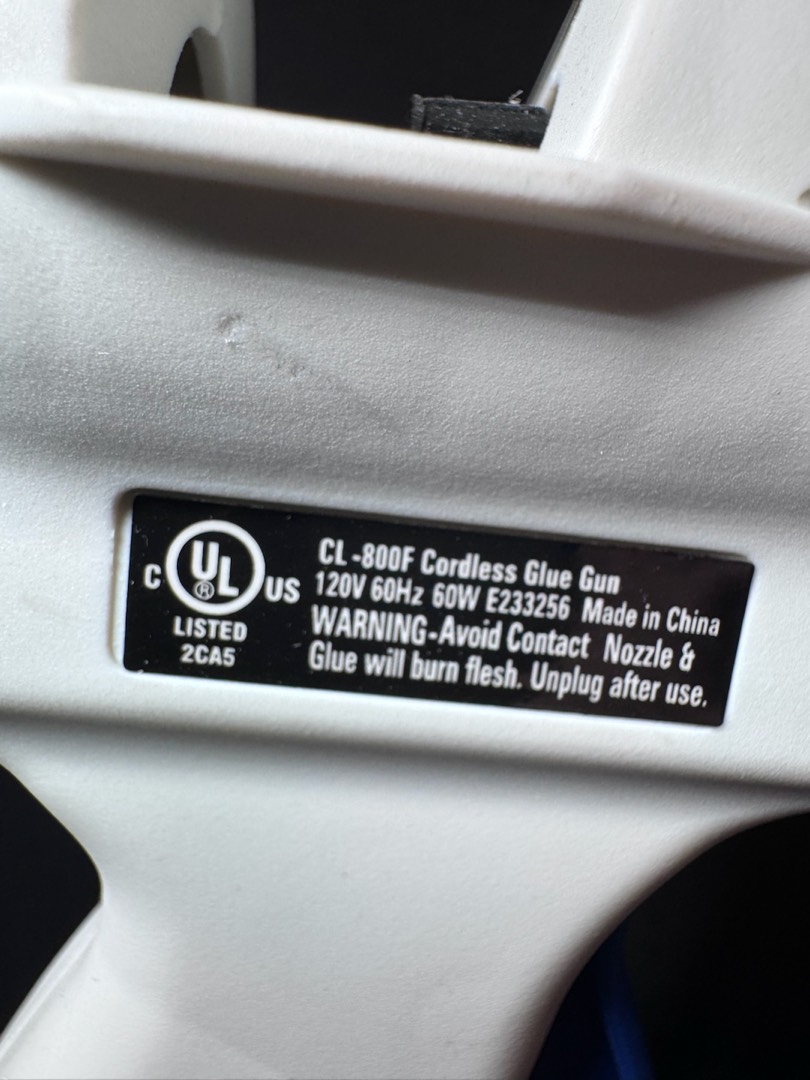 C UL ® US
LISTED
2CA5
CL-800F Cordless Glue Gun
120V 60Hz 60W E233256 Made in China
WARNING-Avoid Contact Nozzle &
Glue will burn flesh. Unplug after use.